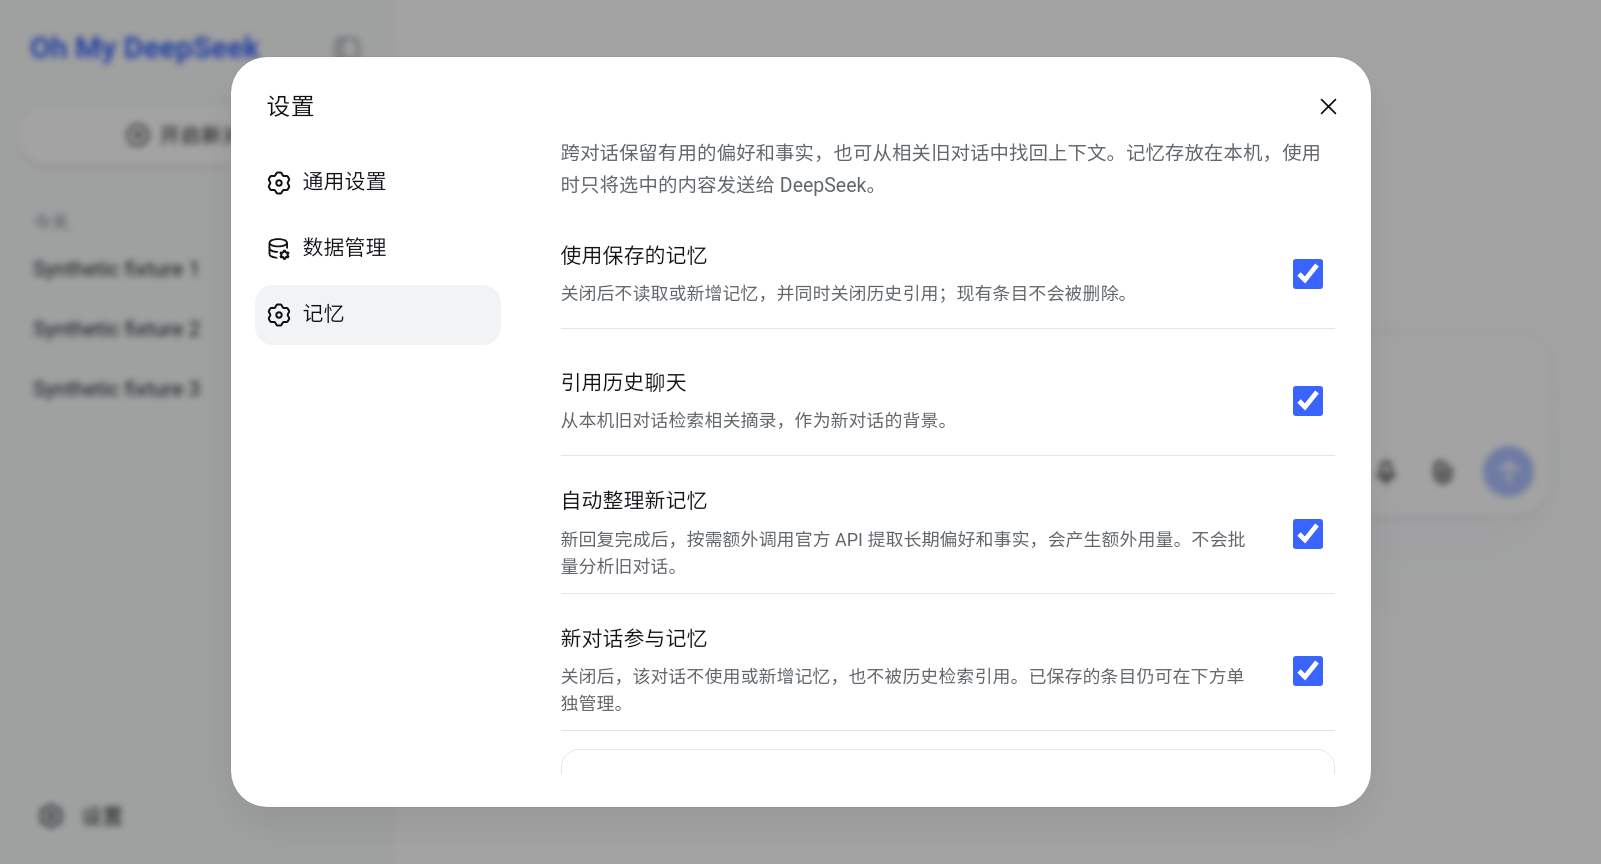 Oh My DeepSeek
开启新
今天
Synthetic fixture 1
Synthetic fixture 2
Synthetic fixture 3
设置
设置
通用设置
数据管理
记忆
跨对话保留有用的偏好和事实，也可从相关旧对话中找回上下文。记忆存放在本机，使用
时只将选中的内容发送给 DeepSeek。
使用保存的记忆
关闭后不读取或新增记忆，并同时关闭历史引用；现有条目不会被删除。
引用历史聊天
从本机旧对话检索相关摘录，作为新对话的背景。
自动整理新记忆
新回复完成后，按需额外调用官方 API 提取长期偏好和事实，会产生额外用量。不会批
量分析旧对话。
新对话参与记忆
关闭后，该对话不使用或新增记忆，也不被历史检索引用。已保存的条目仍可在下方单
独管理。